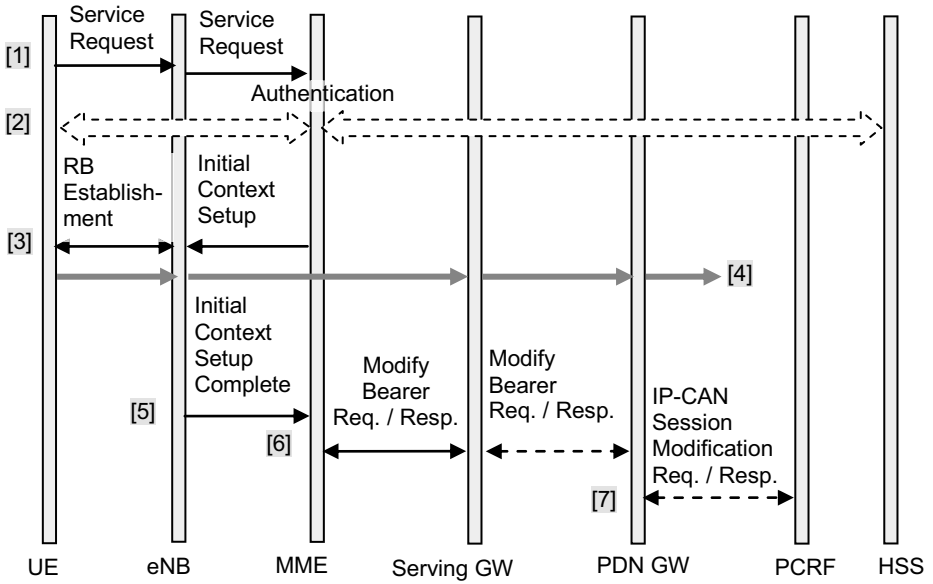 Service
Request
Service
Request
[1]
Authentication
[2]
RB
Establish-
ment
Initial
Context
Setup
[3]
[4]
Initial
Context
Setup
Complete
[5]
Modify
Bearer
Req. / Resp.
[6]
Modify
Bearer
Req. / Resp.
IP-CAN
Session
Modification
Req. / Resp.
[7]
UE
eNB
MME
Serving GW
PDN GW
PCRF
HSS